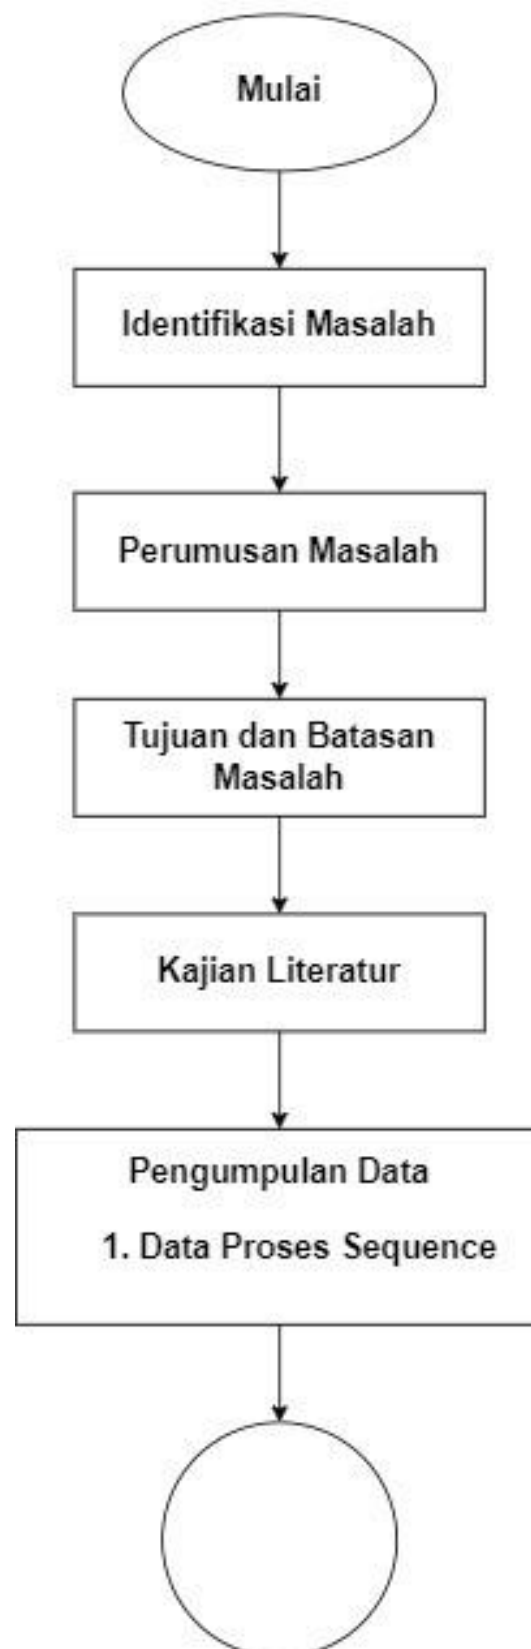 Mulai
Identifikasi Masalah
Perumusan Masalah
Tujuan dan Batasan
Masalah
Kajian Literatur
Pengumpulan Data
1. Data Proses Sequence